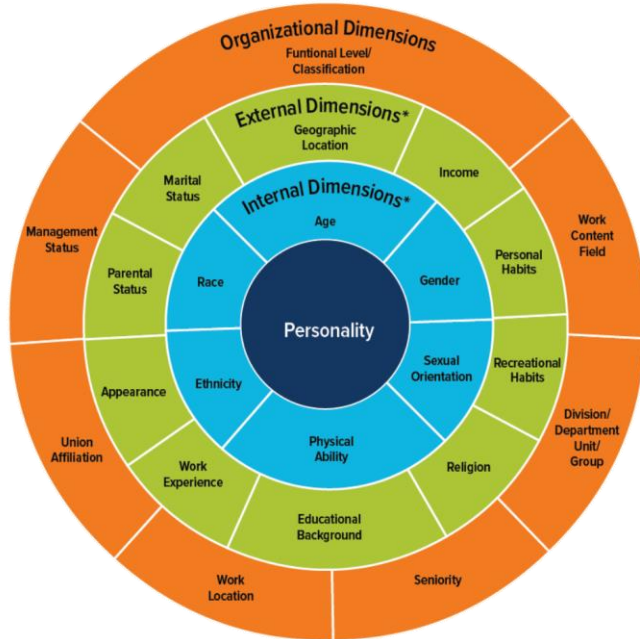 Organizational Dimensions
Funtional Level/
Classification
External Dimensions*
Geographic
Location
Marital
Status
Income
Internal Dimensions*
Age
Management
Status
Work
Content
Field
Parental
Status
Personal
Habits
Race
Gender
Personality
Appearance
Ethnicity
Sexual
Orientation
Recreational
Habits
Union
Affiliation
Division/
Department
Unit/
Group
Physical
Ability
Work
Experience
Religion
Educational
Background
Work
Location
Seniority